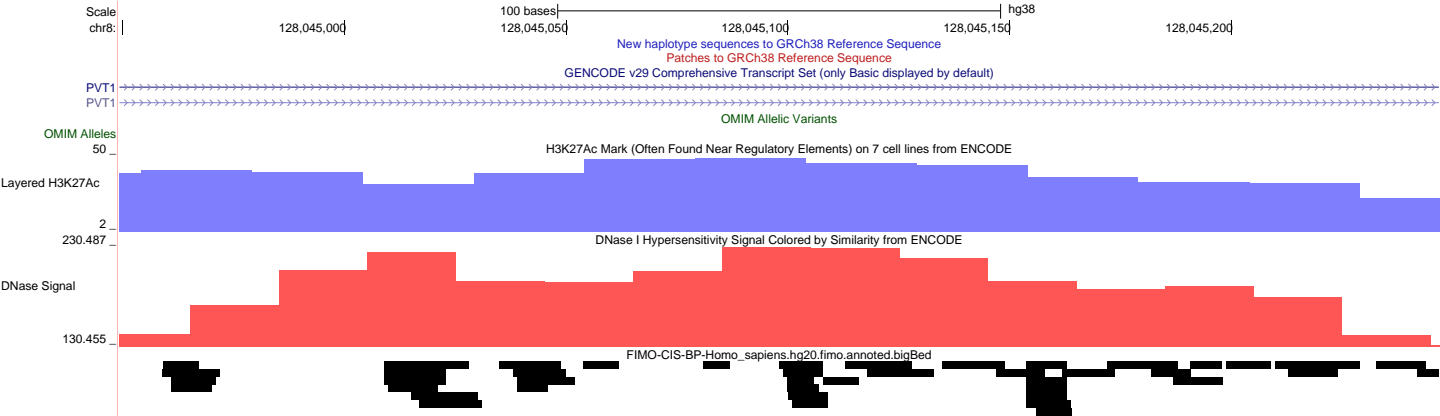 Scale 100 bases hg38
chr8: 128,045,000 128,045,050 128,045,100 128,045,150 128,045,200
New haplotype sequences to GRCh38 Reference Sequence
Patches to GRCh38 Reference Sequence
GENCODE v29 Comprehensive Transcript Set (only Basic displayed by default)
PVT1
PVT1
OMIM Allelic Variants
OMIM Alleles
H3K27Ac Mark (Often Found Near Regulatory Elements) on 7 cell lines from ENCODE
50 _
Layered H3K27Ac
2 _
DNase I Hypersensitivity Signal Colored by Similarity from ENCODE
230.487 _
DNase Signal
130.455 _
FIMO-CIS-BP-Homo_sapiens.hg20.fimo.annoted.bigBed